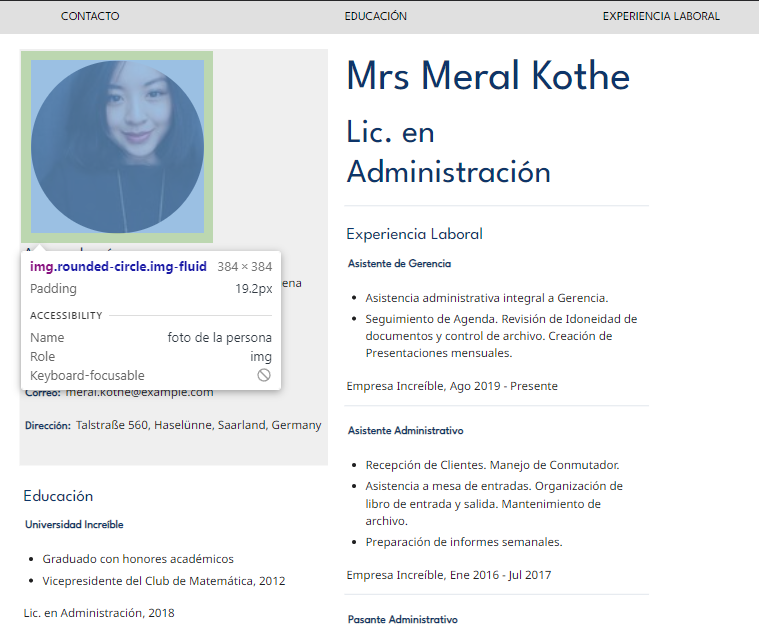 CONTACTO
EDUCACIÓN
EXPERIENCIA LABORAL
ena
img.rounded-circle.img-fluid 384 × 384
Padding 19.2px
ACCESSIBILITY
Name foto de la persona
Role img
Keyboard-focusable
Correo: meral.kothe@example.com
Dirección: Talstraße 560, Haselünne, Saarland, Germany
Educación
Universidad Increíble
Graduado con honores académicos
Vicepresidente del Club de Matemática, 2012
Lic. en Administración, 2018
Mrs Meral Kothe
Lic. en
Administración
Experiencia Laboral
Asistente de Gerencia
Asistencia administrativa integral a Gerencia.
Seguimiento de Agenda. Revisión de Idoneidad de
documentos y control de archivo. Creación de
Presentaciones mensuales.
Empresa Increíble, Ago 2019 - Presente
Asistente Administrativo
Recepción de Clientes. Manejo de Conmutador.
Asistencia a mesa de entradas. Organización de
libro de entrada y salida. Mantenimiento de
archivo.
Preparación de informes semanales.
Empresa Increíble, Ene 2016 - Jul 2017
Pasante Administrativo